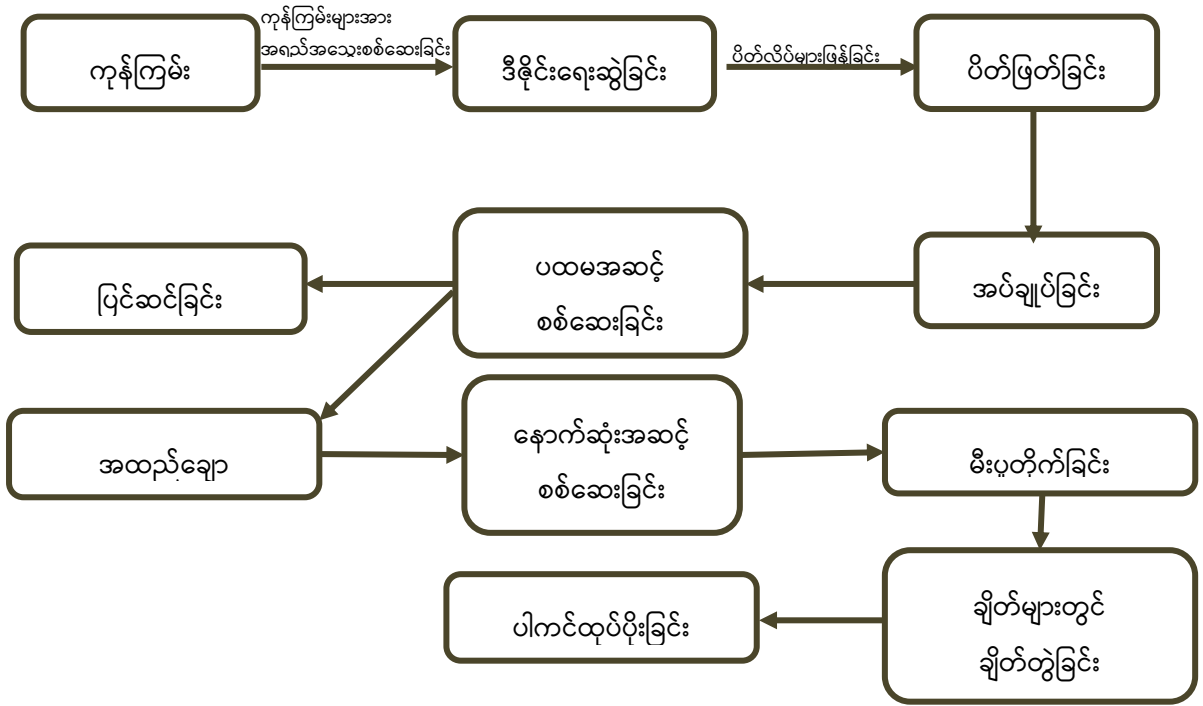 ကုန်ကြမ်း
ကုန်ကြမ်းများအား
အရည်အသွေးစစ်ဆေးခြင်း
ဒီဇိုင်းရေးဆွဲခြင်း
ပိတ်လိပ်များဖြန့်ခြင်း
ပိတ်ဖြတ်ခြင်း
အပ်ချုပ်ခြင်း
ပထမအဆင့်
စစ်ဆေးခြင်း
ပြင်ဆင်ခြင်း
အထည်ချော
နောက်ဆုံးအဆင့်
စစ်ဆေးခြင်း
မီးပူတိုက်ခြင်း
ချိတ်များတွင်
ချိတ်တွဲခြင်း
ပါကင်ထုပ်ပိုးခြင်း